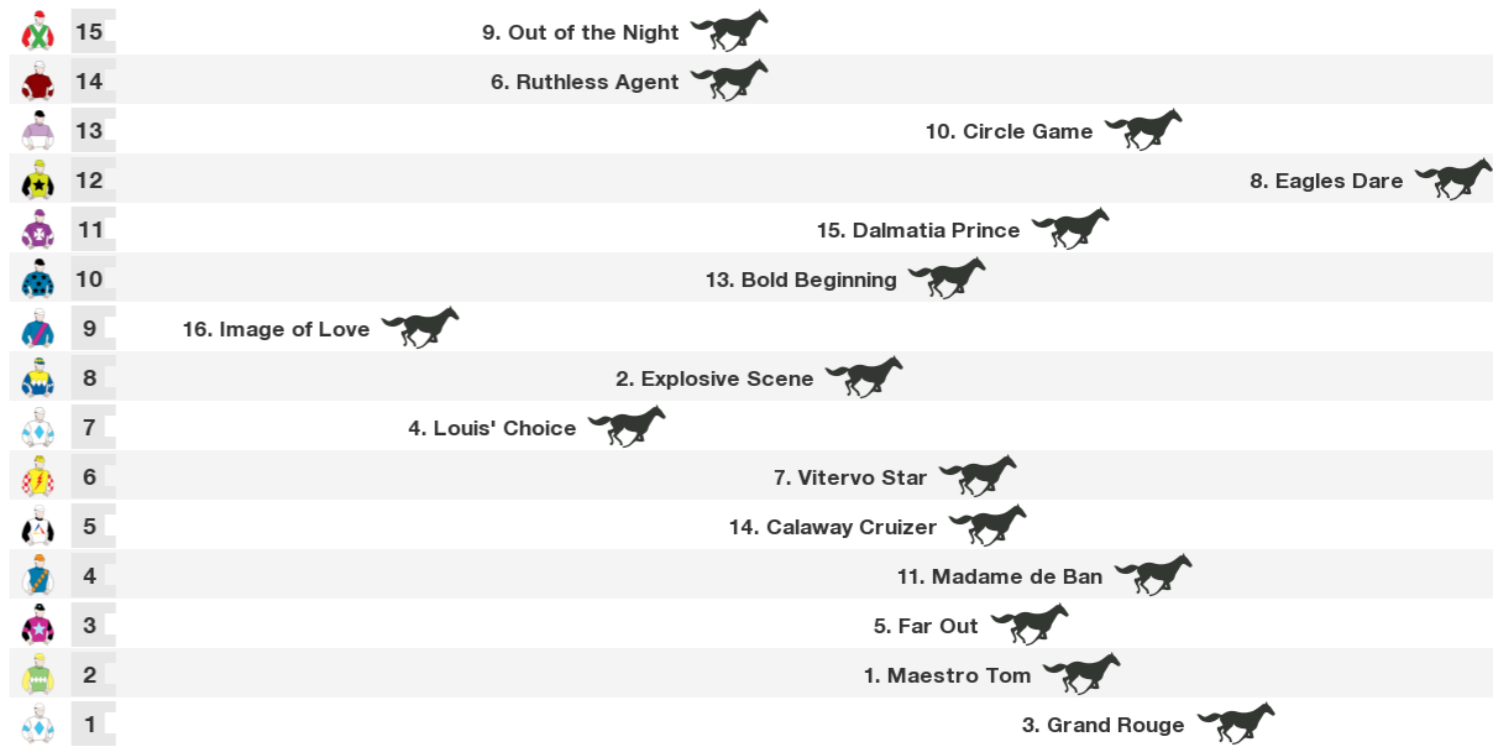 15 9. Out of the Night
14 6. Ruthless Agent
13 10. Circle Game
12 8. Eagles Dare
11 15. Dalmatia Prince
10 13. Bold Beginning
9 16. Image of Love
8 2. Explosive Scene
7 4. Louis' Choice
6 7. Vitervo Star
5 14. Calaway Cruizer
4 11. Madame de Ban
3 5. Far Out
2 1. Maestro Tom
1 3. Grand Rouge